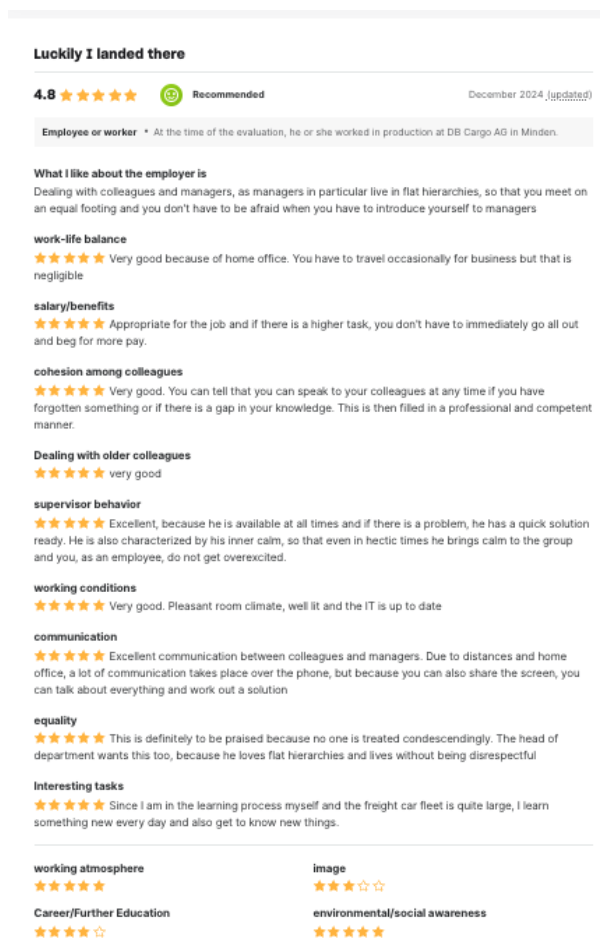 Luckily I landed there
4.8 Recommended December 2024 (updated)
Employee or worker * At the time of the evaluation, he or she worked in production at DB Cargo AG in Minden.
What I like about the employer is
Dealing with colleagues and managers, as managers in particular live in flat hierarchies, so that you meet on
an equal footing and you don't have to be afraid when you have to introduce yourself to managers
work-life balance
Very good because of home office. You have to travel occasionally for business but that is
negligible
salary/benefits
Appropriate for the job and if there is a higher task, you don't have to immediately go all out
and beg for more pay.
cohesion among colleagues
Very good. You can tell that you can speak to your colleagues at any time if you have
forgotten something or if there is a gap in your knowledge. This is then filled in a professional and competent
manner.
Dealing with older colleagues
very good
supervisor behavior
Excellent, because he is available at all times and if there is a problem, he has a quick solution
ready. He is also characterized by his inner calm, so that even in hectic times he brings calm to the group
and you, as an employee, do not get overexcited.
working conditions
Very good. Pleasant room climate, well lit and the IT is up to date
communication
Excellent communication between colleagues and managers. Due to distances and home
office, a lot of communication takes place over the phone, but because you can also share the screen, you
can talk about everything and work out a solution
equality
This is definitely to be praised because no one is treated condescendingly. The head of
department wants this too, because he loves flat hierarchies and lives without being disrespectful
Interesting tasks
Since I am in the learning process myself and the freight car fleet is quite large, I learn
something new every day and also get to know new things.
working atmosphere image
Career/Further Education environmental/social awareness